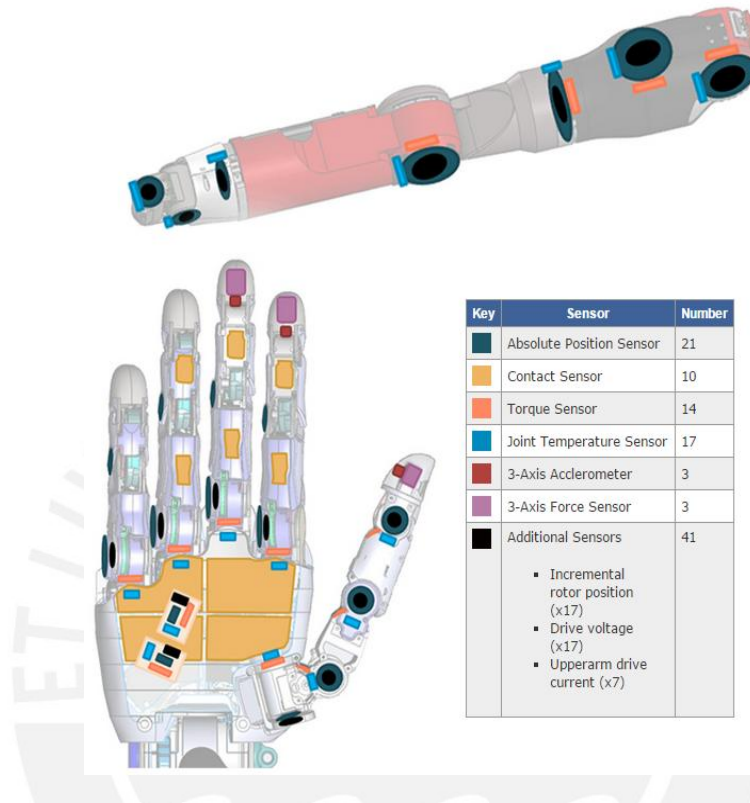 Key Sensor Number
Absolute Position Sensor 21
Contact Sensor 10
Torque Sensor 14
Joint Temperature Sensor 17
3-Axis Acclerometer 3
3-Axis Force Sensor 3
Additional Sensors 41
▪ Incremental
rotor position
(x17)
▪ Drive voltage
(x17)
▪ Upperarm drive
current (x7)
ET